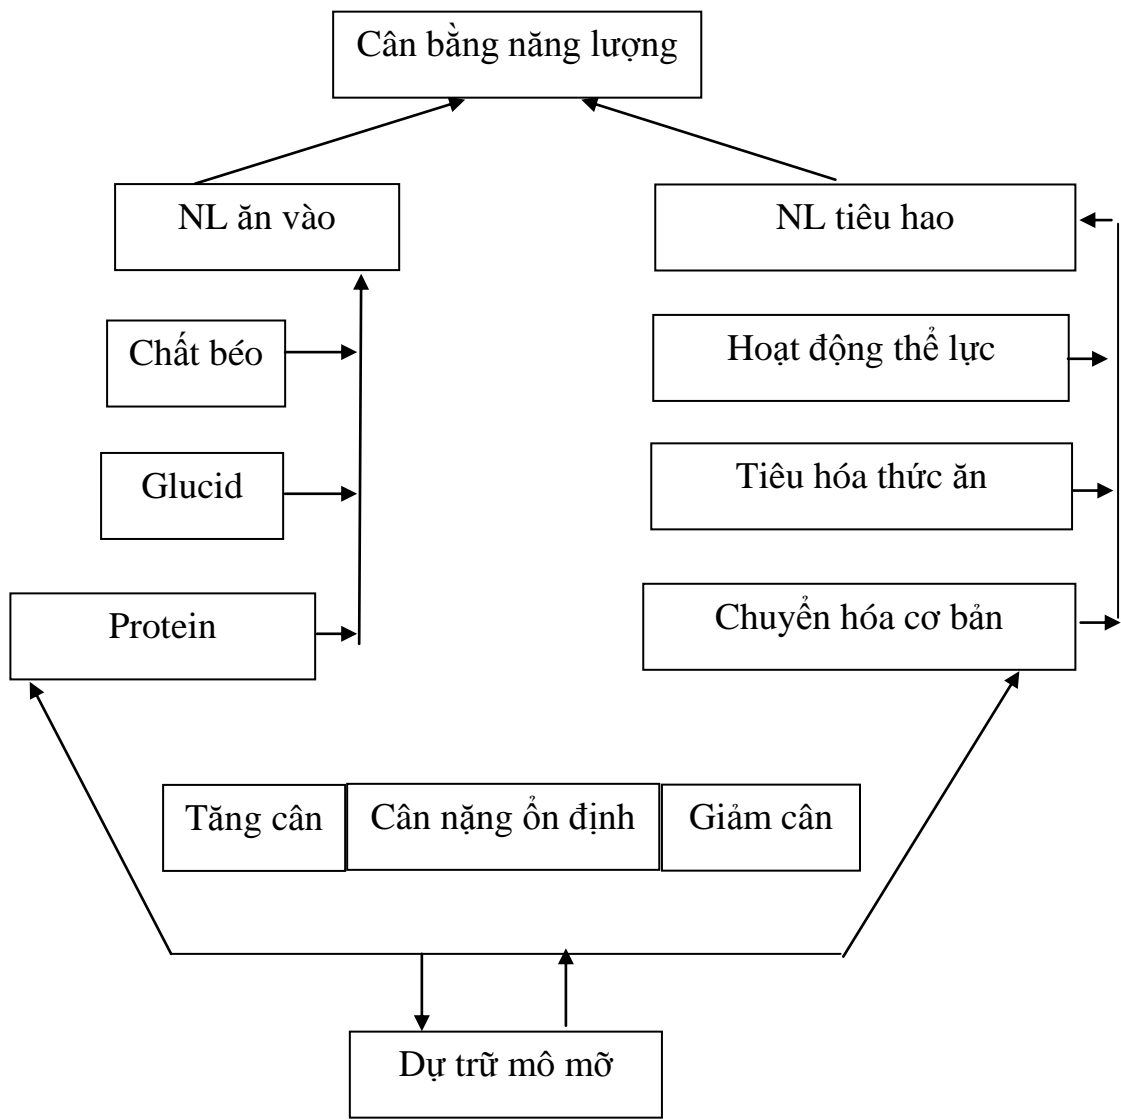 Cân bằng năng lượng
NL ăn vào
NL tiêu hao
Chất béo
Hoạt động thể lực
Glucid
Tiêu hóa thức ăn
Protein
Chuyển hóa cơ bản
Tăng cân
Cân nặng ổn định
Giảm cân
Dự trữ mô mỡ